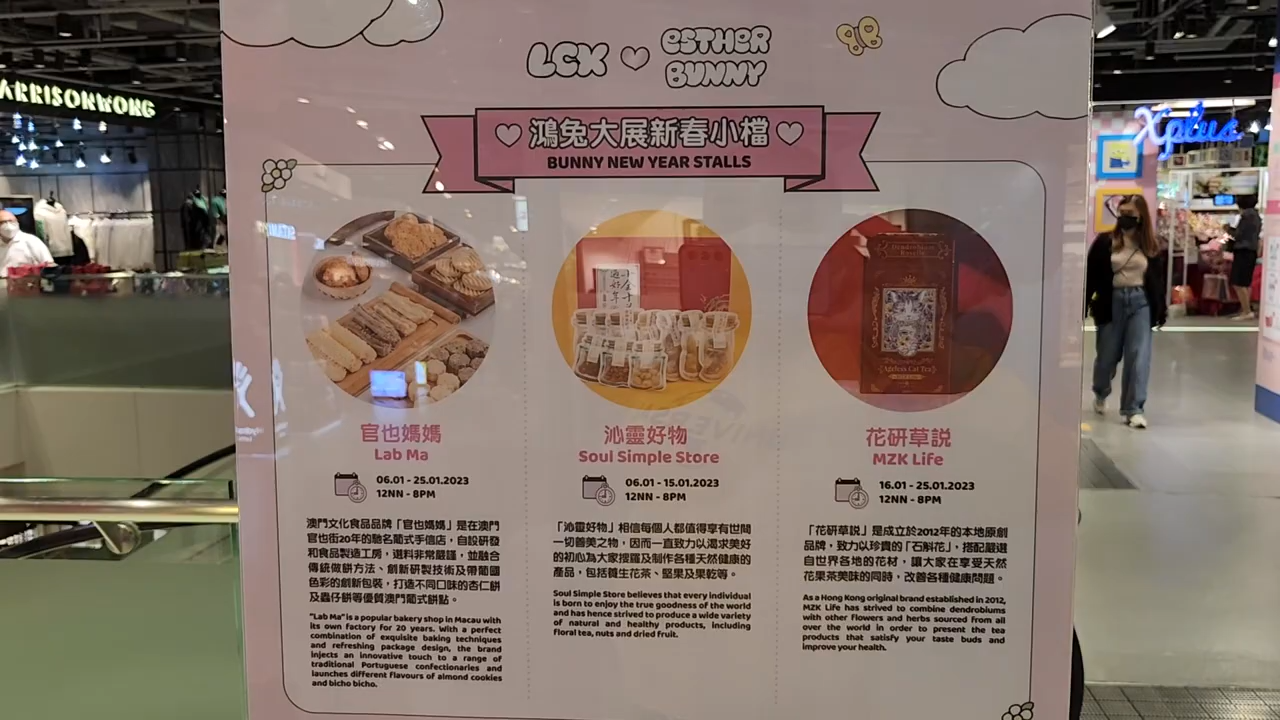 ARRISONWONG
LCX
ESTHER
BUNNY
Xplus
鴻兔大展新春小檔
BUNNY NEW YEAR STALLS
官也媽媽
Lab Ma
06.01 - 25.01.2023
12NN - 8PM
澳門文化食品品牌「官也媽媽」是在澳門
官也街20年的馳名葡式手信店，自設研發
和食品製造工房，選料非常嚴謹，並融合
傳統做餅方法、創新研製技術及帶葡國
色彩的創新包裝，打造不同口味的杏仁餅
及蟲仔餅等優質澳門葡式餅點。
"Lab Ma" is a popular bakery shop in Macau with
its own factory for 20 years. With a perfect
combination of exquisite baking techniques
and refreshing package design, the brand
injects an innovative touch to a range of
traditional Portuguese confectionaries and
launches different flavours of almond cookies
and bicho bicho.
沁靈好物
Soul Simple Store
06.01 - 15.01.2023
12NN - 8PM
「沁靈好物」相信每個人都值得享有世間
一切善美之物，因而一直致力以渴求美好
的初心為大家搜羅及制作各種天然健康的
產品，包括養生花茶、堅果及果乾等。
Soul Simple Store believes that every individual
is born to enjoy the true goodness of the world
and has hence strived to produce a wide variety
of natural and healthy products, including
floral tea, nuts and dried fruit.
Ageless Cat Tea
花研草説
MZK Life
16.01 - 25.01.2023
12NN - 8PM
「花研草説」是成立於2012年的本地原創
品牌，致力以珍貴的「石斛花」，搭配嚴選
自世界各地的花材，讓大家在享受天然
花果茶美味的同時，改善各種健康問題。
As a Hong Kong original brand established in 2012,
MZK Life has strived to combine dendrobiums
with other flowers and herbs sourced from all
over the world in order to present the tea
products that satisfy your taste buds and
improve your health.